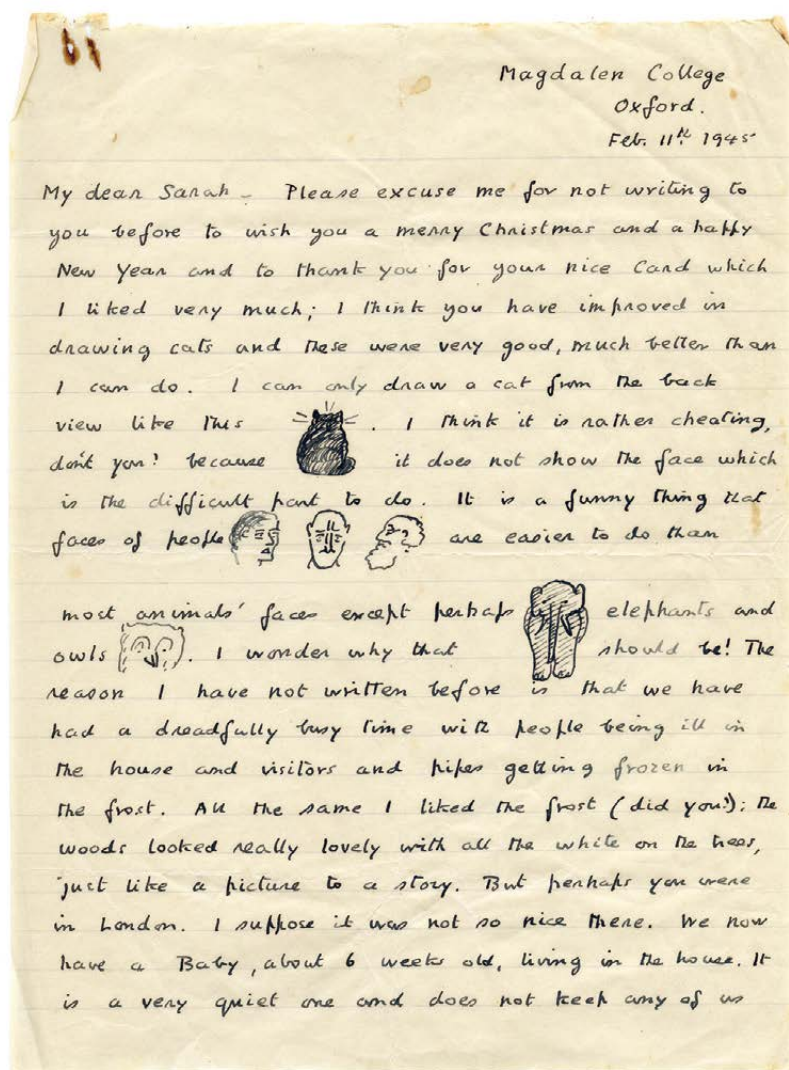 Magdalen College
Oxford.
Feb. 11th 1945
My dear Sarah – Please excuse me for not writing to
you before to wish you a merry Christmas and a happy
New Year and to thank you for your nice card which
I liked very much; I think you have improved in
drawing cats and these were very good, much better than
I can do. I can only draw a cat from the back
view like this . I think it is rather cheating,
don't you? because it does not show the face which
is the difficult part to do. It is a funny thing that
faces of people are easier to do than
most animals' faces except perhaps elephants and
owls . I wonder why that should be! The
reason I have not written before is that we have
had a dreadfully busy time with people being ill in
the house and visitors and pipes getting frozen in
the frost. All the same I liked the frost (did you?): the
woods looked really lovely with all the white on the trees,
just like a picture to a story. But perhaps you were
in London. I suppose it was not so nice there. We now
have a Baby, about 6 weeks old, living in the house. It
is a very quiet one and does not keep any of us